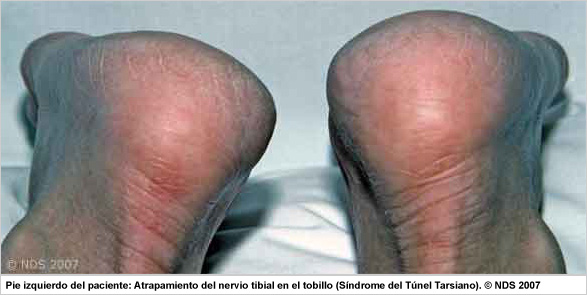 © NDS 2007
Pie izquierdo del paciente: Atrapamiento del nervio tibial en el tobillo (Síndrome del Túnel Tarsiano). © NDS 2007